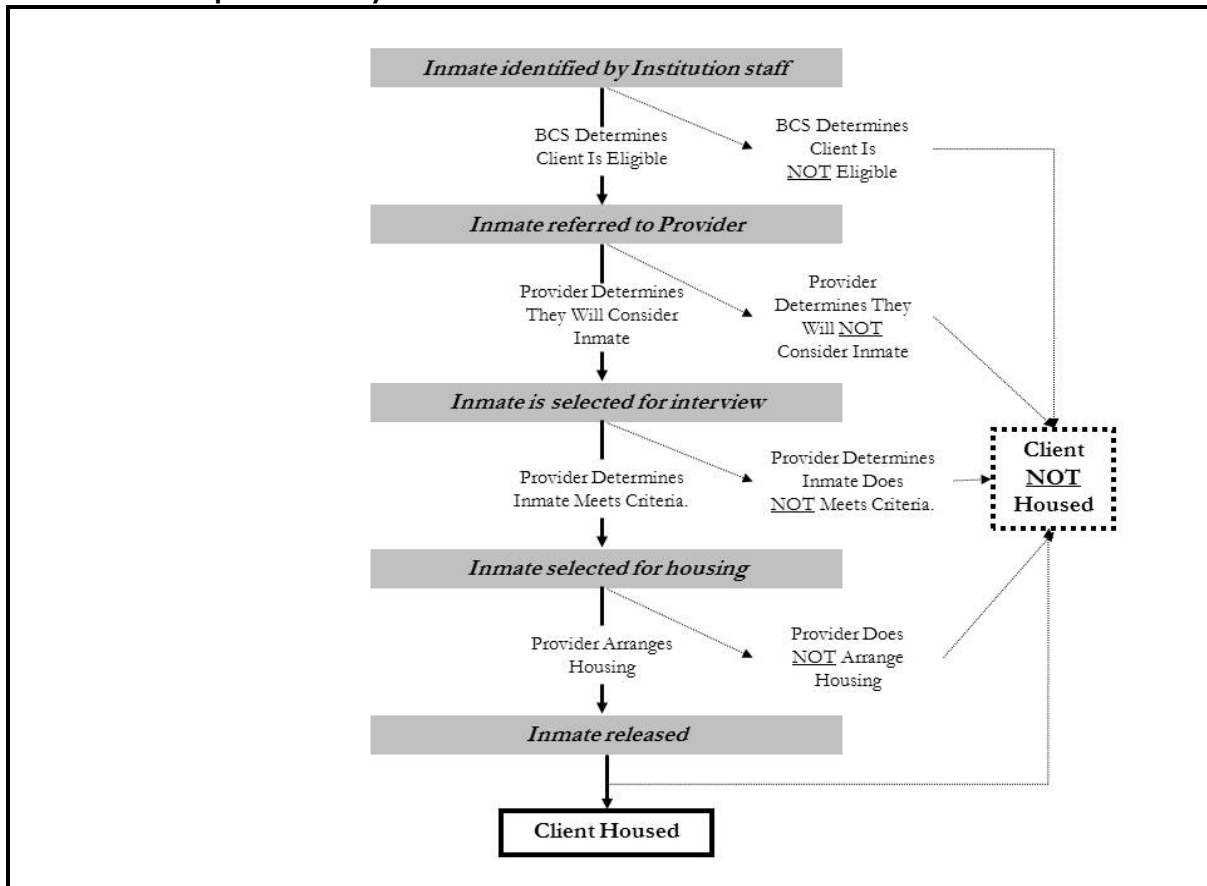 Inmate identified by Institution staff
BCS Determines
Client Is Eligible
BCS Determines
Client Is
NOT Eligible
Inmate referred to Provider
Provider Determines
They Will Consider
Inmate
Provider
Determines They
Will NOT
Consider Inmate
Inmate is selected for interview
Provider Determines
Inmate Meets Criteria.
Provider Determines
Inmate Does
NOT Meets Criteria.
Client
NOT
Housed
Inmate selected for housing
Provider Arranges
Housing
Provider Does
NOT Arrange
Housing
Inmate released
Client Housed